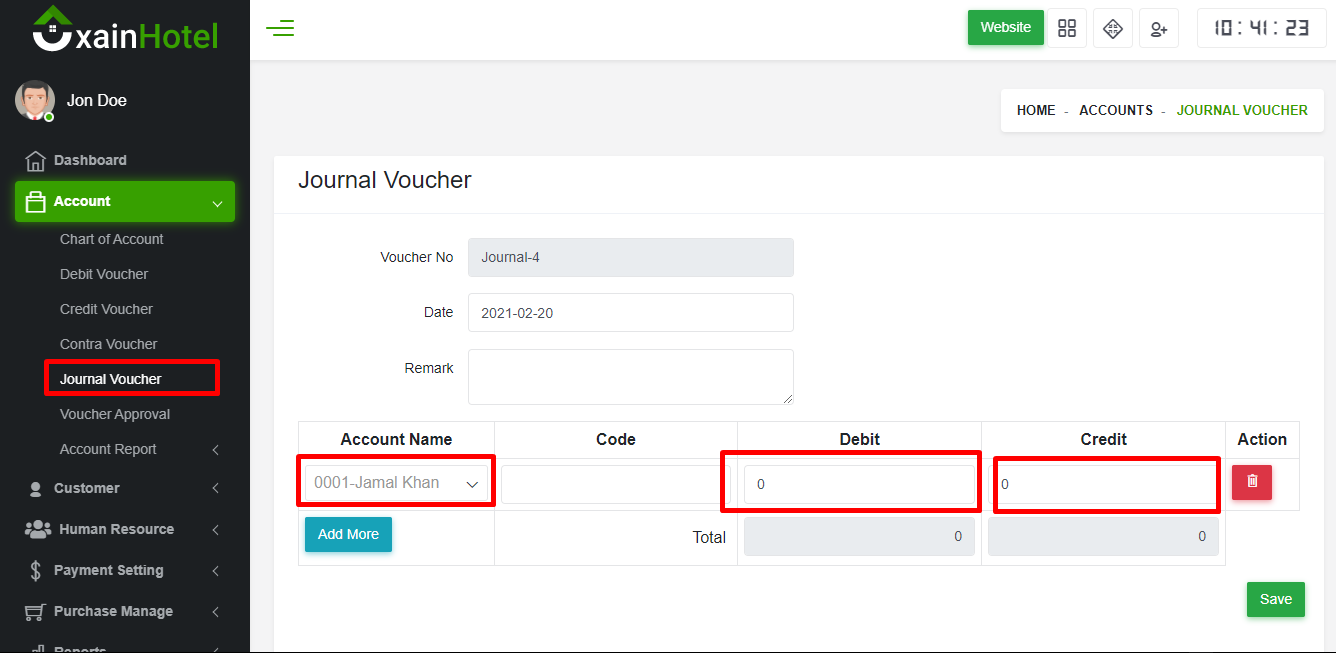 xainHotel
Jon Doe
Dashboard
Account
Chart of Account
Debit Voucher
Credit Voucher
Contra Voucher
Journal Voucher
Voucher Approval
Account Report
Customer
Human Resource
Payment Setting
Purchase Manage
Reports
Website
10:41:23
HOME - ACCOUNTS - JOURNAL VOUCHER
Journal Voucher
Voucher No Journal-4
Date 2021-02-20
Remark
Account Name Code Debit Credit Action
0001-Jamal Khan 0 0
Add More Total 0 0
Save